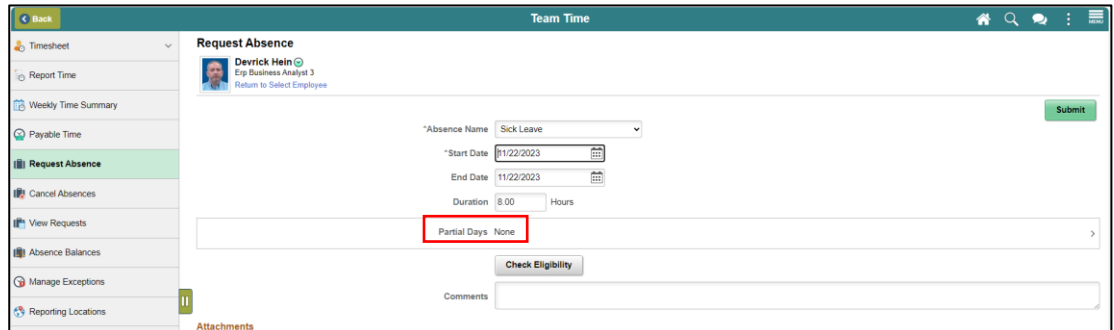 Back
Team Time
MENU
Timesheet
Report Time
Weekly Time Summary
Payable Time
Request Absence
Cancel Absences
View Requests
Absence Balances
Manage Exceptions
Reporting Locations
Request Absence
Devrick Hein
Erp Business Analyst 3
Return to Select Employee
Submit
*Absence Name Sick Leave
*Start Date 11/22/2023
End Date 11/22/2023
Duration 8.00 Hours
Partial Days None
Check Eligibility
Comments
Attachments